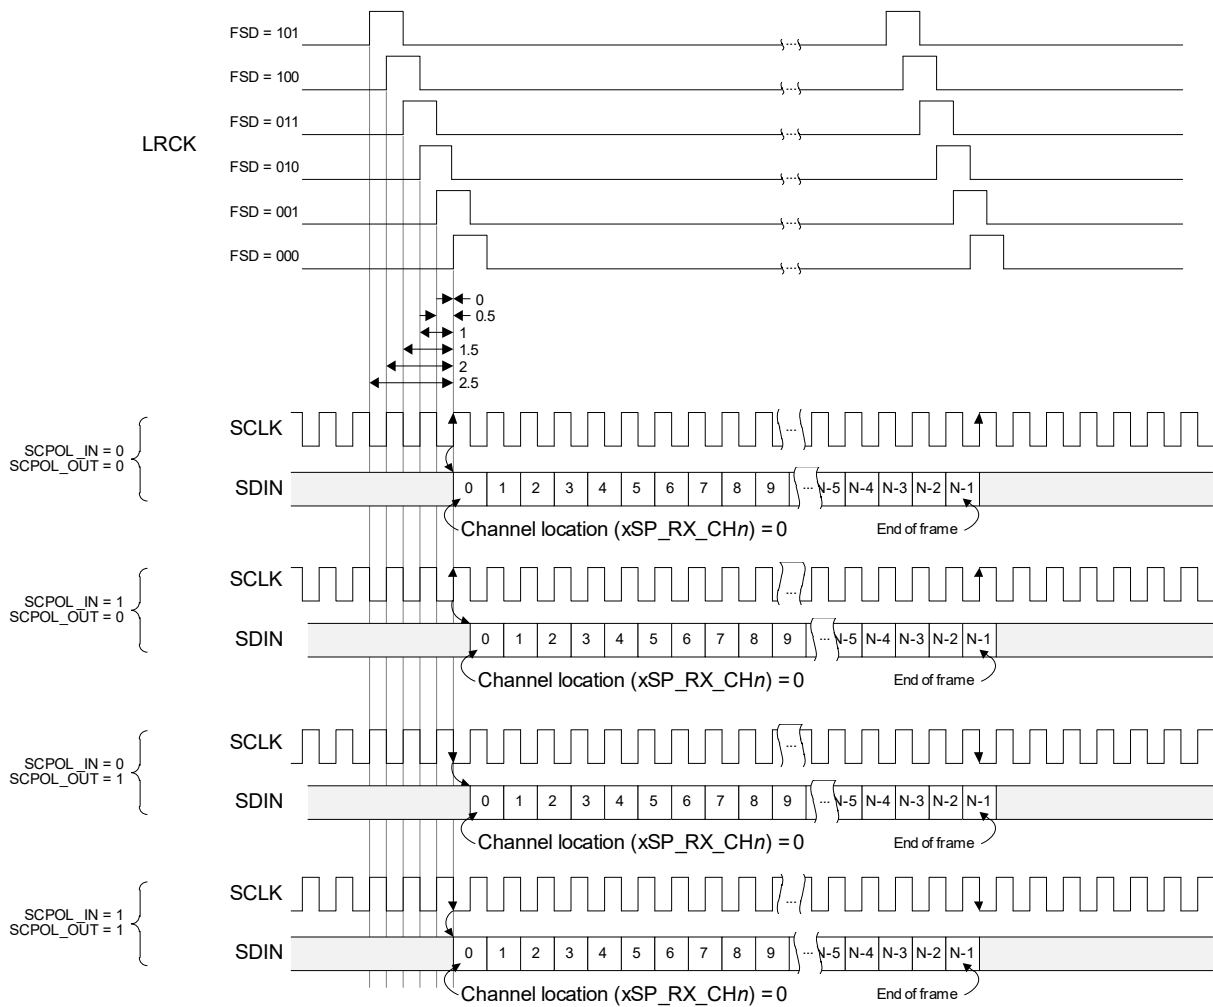 FSD = 101
...
FSD = 100
...
FSD = 011
...
LRCK
FSD = 010
...
FSD = 001
...
FSD = 000
...
0
0.5
1
1.5
2
2.5
SCPOL_IN = 0
SCPOL_OUT = 0
SCLK
...
SDIN
0 1 2 3 4 5 6 7 8 9 ... N-5 N-4 N-3 N-2 N-1
Channel location (xSP_RX_CHn) = 0
End of frame
SCPOL_IN = 1
SCPOL_OUT = 0
SCLK
...
SDIN
0 1 2 3 4 5 6 7 8 9 ... N-5 N-4 N-3 N-2 N-1
Channel location (xSP_RX_CHn) = 0
End of frame
SCPOL_IN = 0
SCPOL_OUT = 1
SCLK
...
SDIN
0 1 2 3 4 5 6 7 8 9 ... N-5 N-4 N-3 N-2 N-1
Channel location (xSP_RX_CHn) = 0
End of frame
SCPOL_IN = 1
SCPOL_OUT = 1
SCLK
...
SDIN
0 1 2 3 4 5 6 7 8 9 ... N-5 N-4 N-3 N-2 N-1
Channel location (xSP_RX_CHn) = 0
End of frame